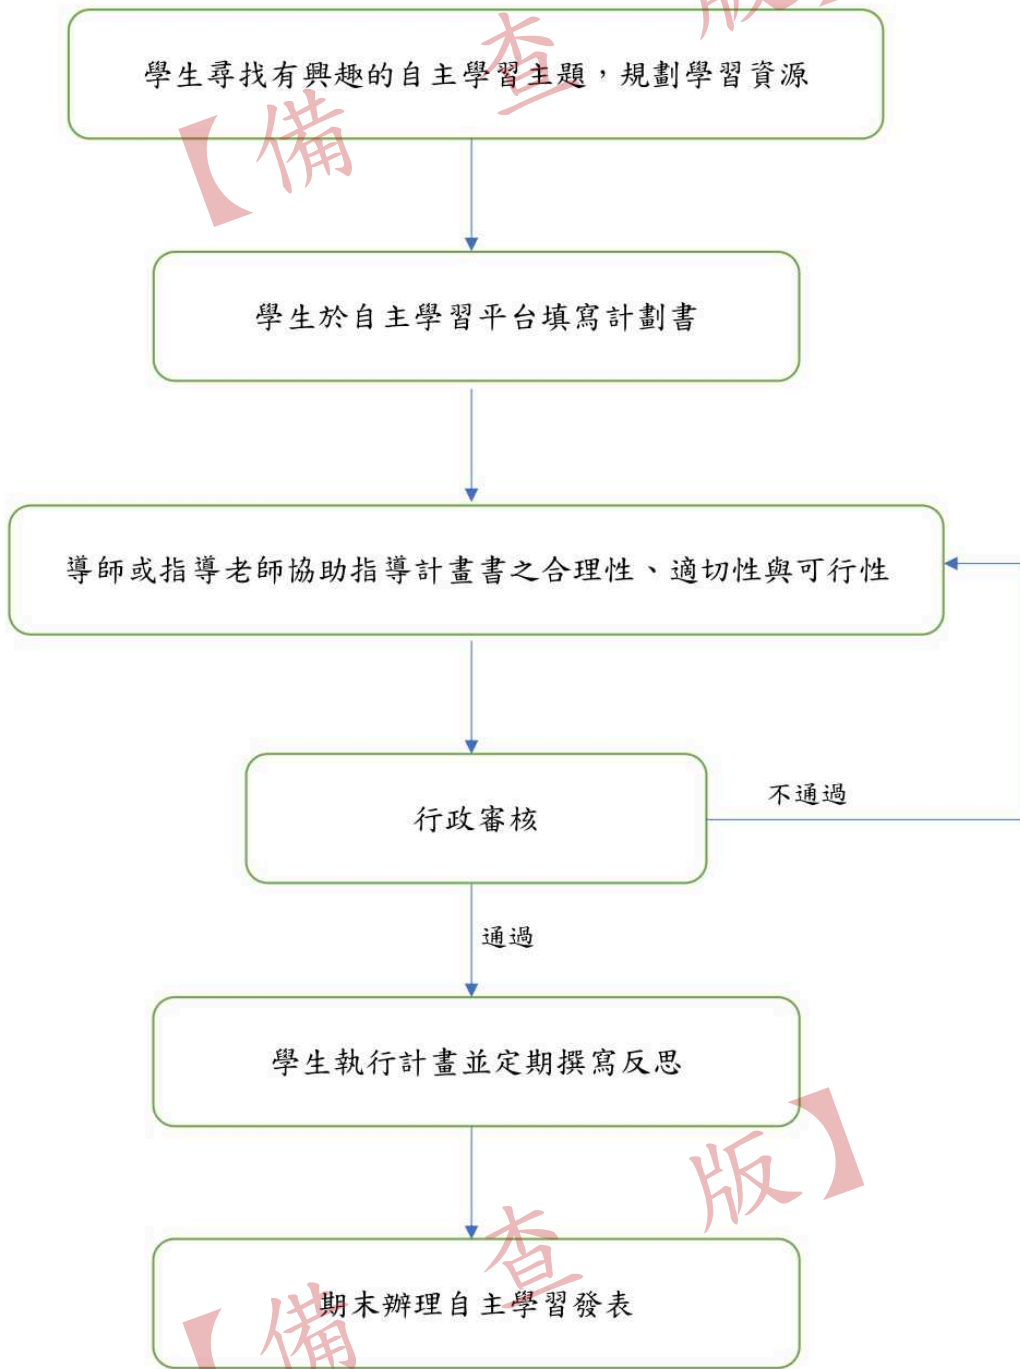 版】
查
【備
學生尋找有興趣的自主學習主題，規劃學習資源
學生於自主學習平台填寫計劃書
導師或指導老師協助指導計畫書之合理性、適切性與可行性
行政審核
不通過
通過
學生執行計畫並定期撰寫反思
版】
查
【備
期末辦理自主學習發表